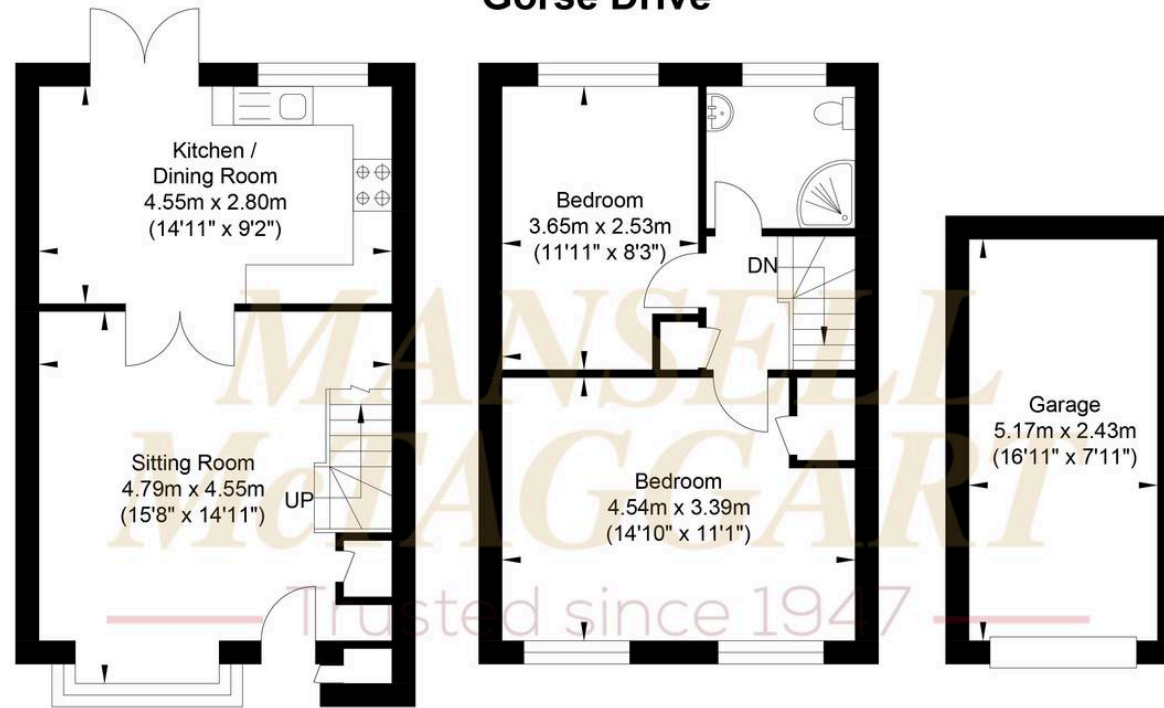 Gorse Drive
Kitchen /
Dining Room
4.55m x 2.80m
(14'11" x 9'2")
Sitting Room
4.79m x 4.55m
(15'8" x 14'11")
UP
Bedroom
3.65m x 2.53m
(11'11" x 8'3")
DN
Bedroom
4.54m x 3.39m
(14'10" x 11'1")
Garage
5.17m x 2.43m
(16'11" x 7'11")
MANSELL
McTAGGART
Trusted since 1947